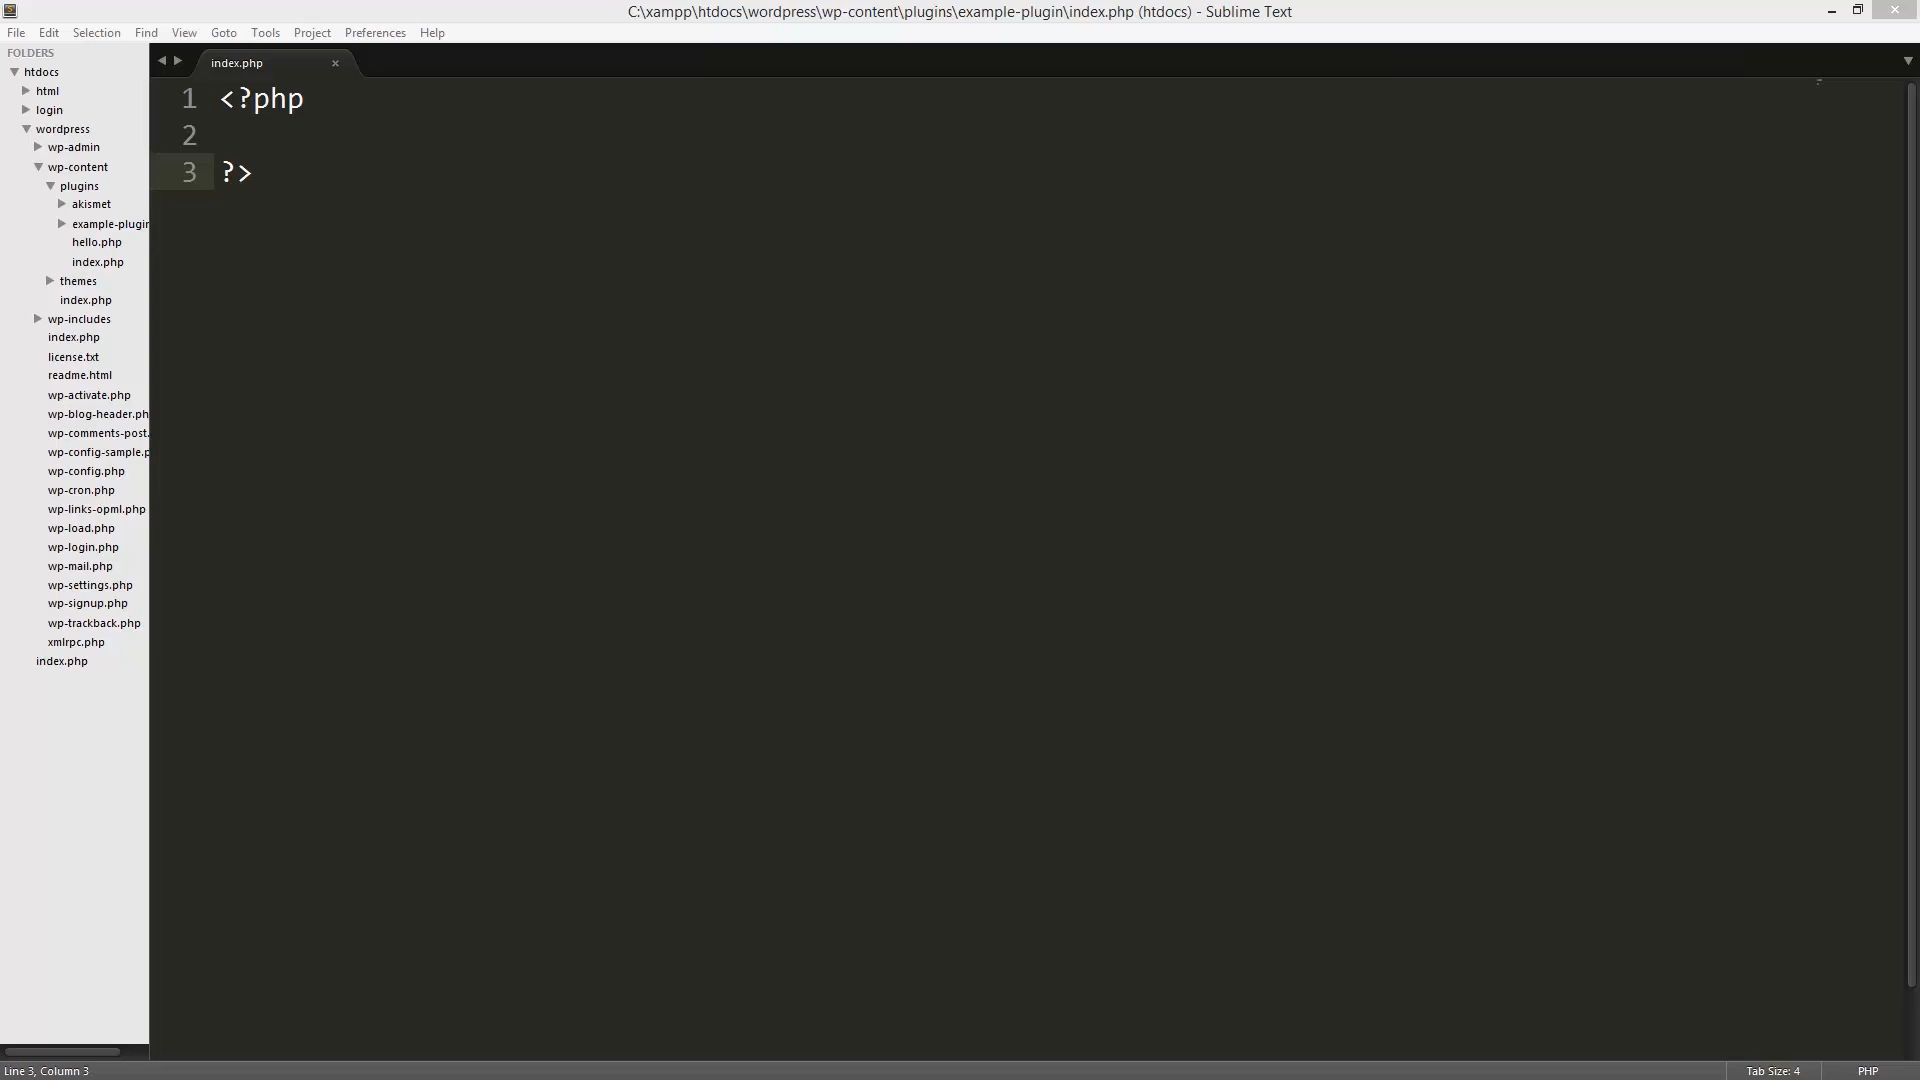 C:\xampp\htdocs\wordpress\wp-content\plugins\example-plugin\index.php (htdocs) - Sublime Text
File Edit Selection Find View Goto Tools Project Preferences Help
FOLDERS
htdocs
html
login
wordpress
wp-admin
wp-content
plugins
akismet
example-plugin
hello.php
index.php
themes
index.php
wp-includes
index.php
license.txt
readme.html
wp-activate.php
wp-blog-header.ph
wp-comments-post.
wp-config-sample.p
wp-config.php
wp-cron.php
wp-links-opml.php
wp-load.php
wp-login.php
wp-mail.php
wp-settings.php
wp-signup.php
wp-trackback.php
xmlrpc.php
index.php
index.php
1 <?php
2
3 ?>
Line 3, Column 3
Tab Size: 4
PHP